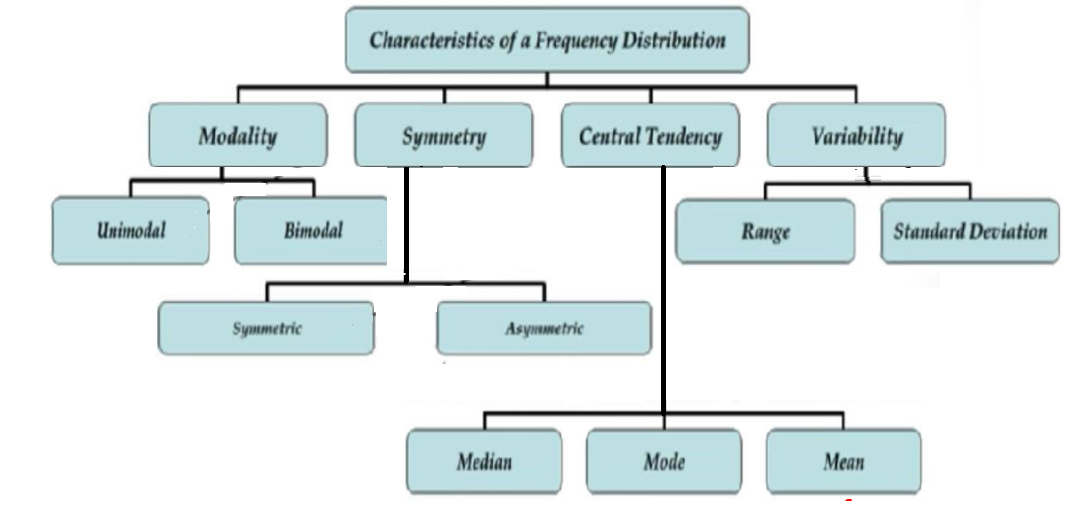 Characteristics of a Frequency Distribution
Modality
Symmetry
Central Tendency
Variability
Unimodal
Bimodal
Range
Standard Deviation
Symmetric
Asymmetric
Median
Mode
Mean